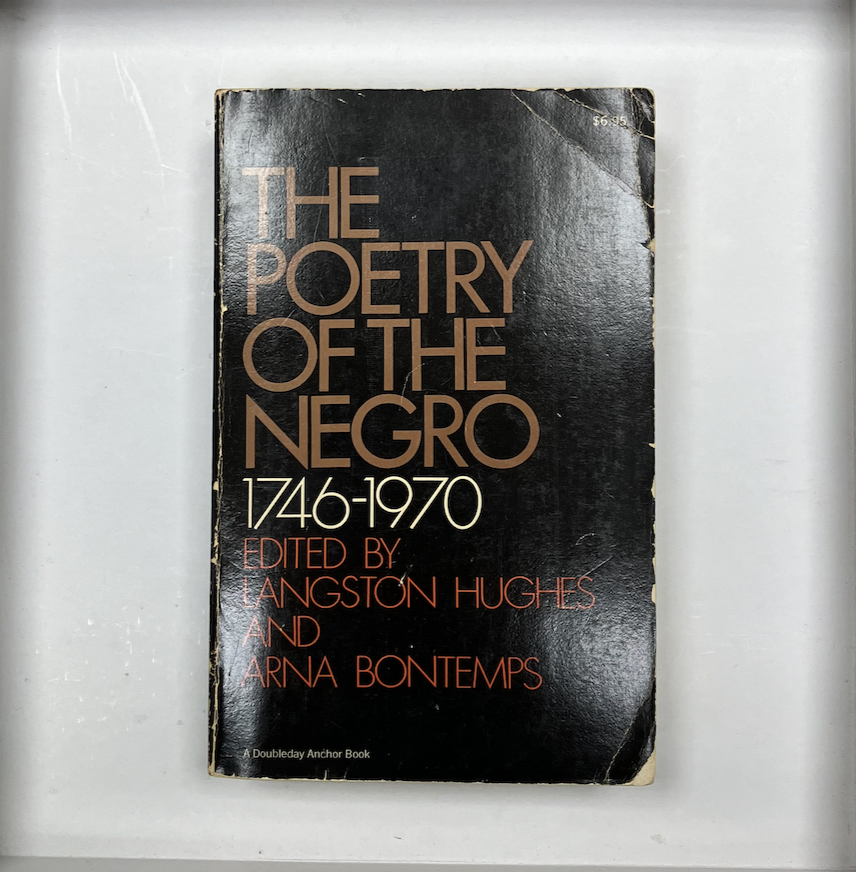 $6.95
THE
POETRY
OF THE
NEGRO
1746-1970
EDITED BY
LANGSTON HUGHES
AND
ARNA BONTEMPS
A Doubleday Anchor Book